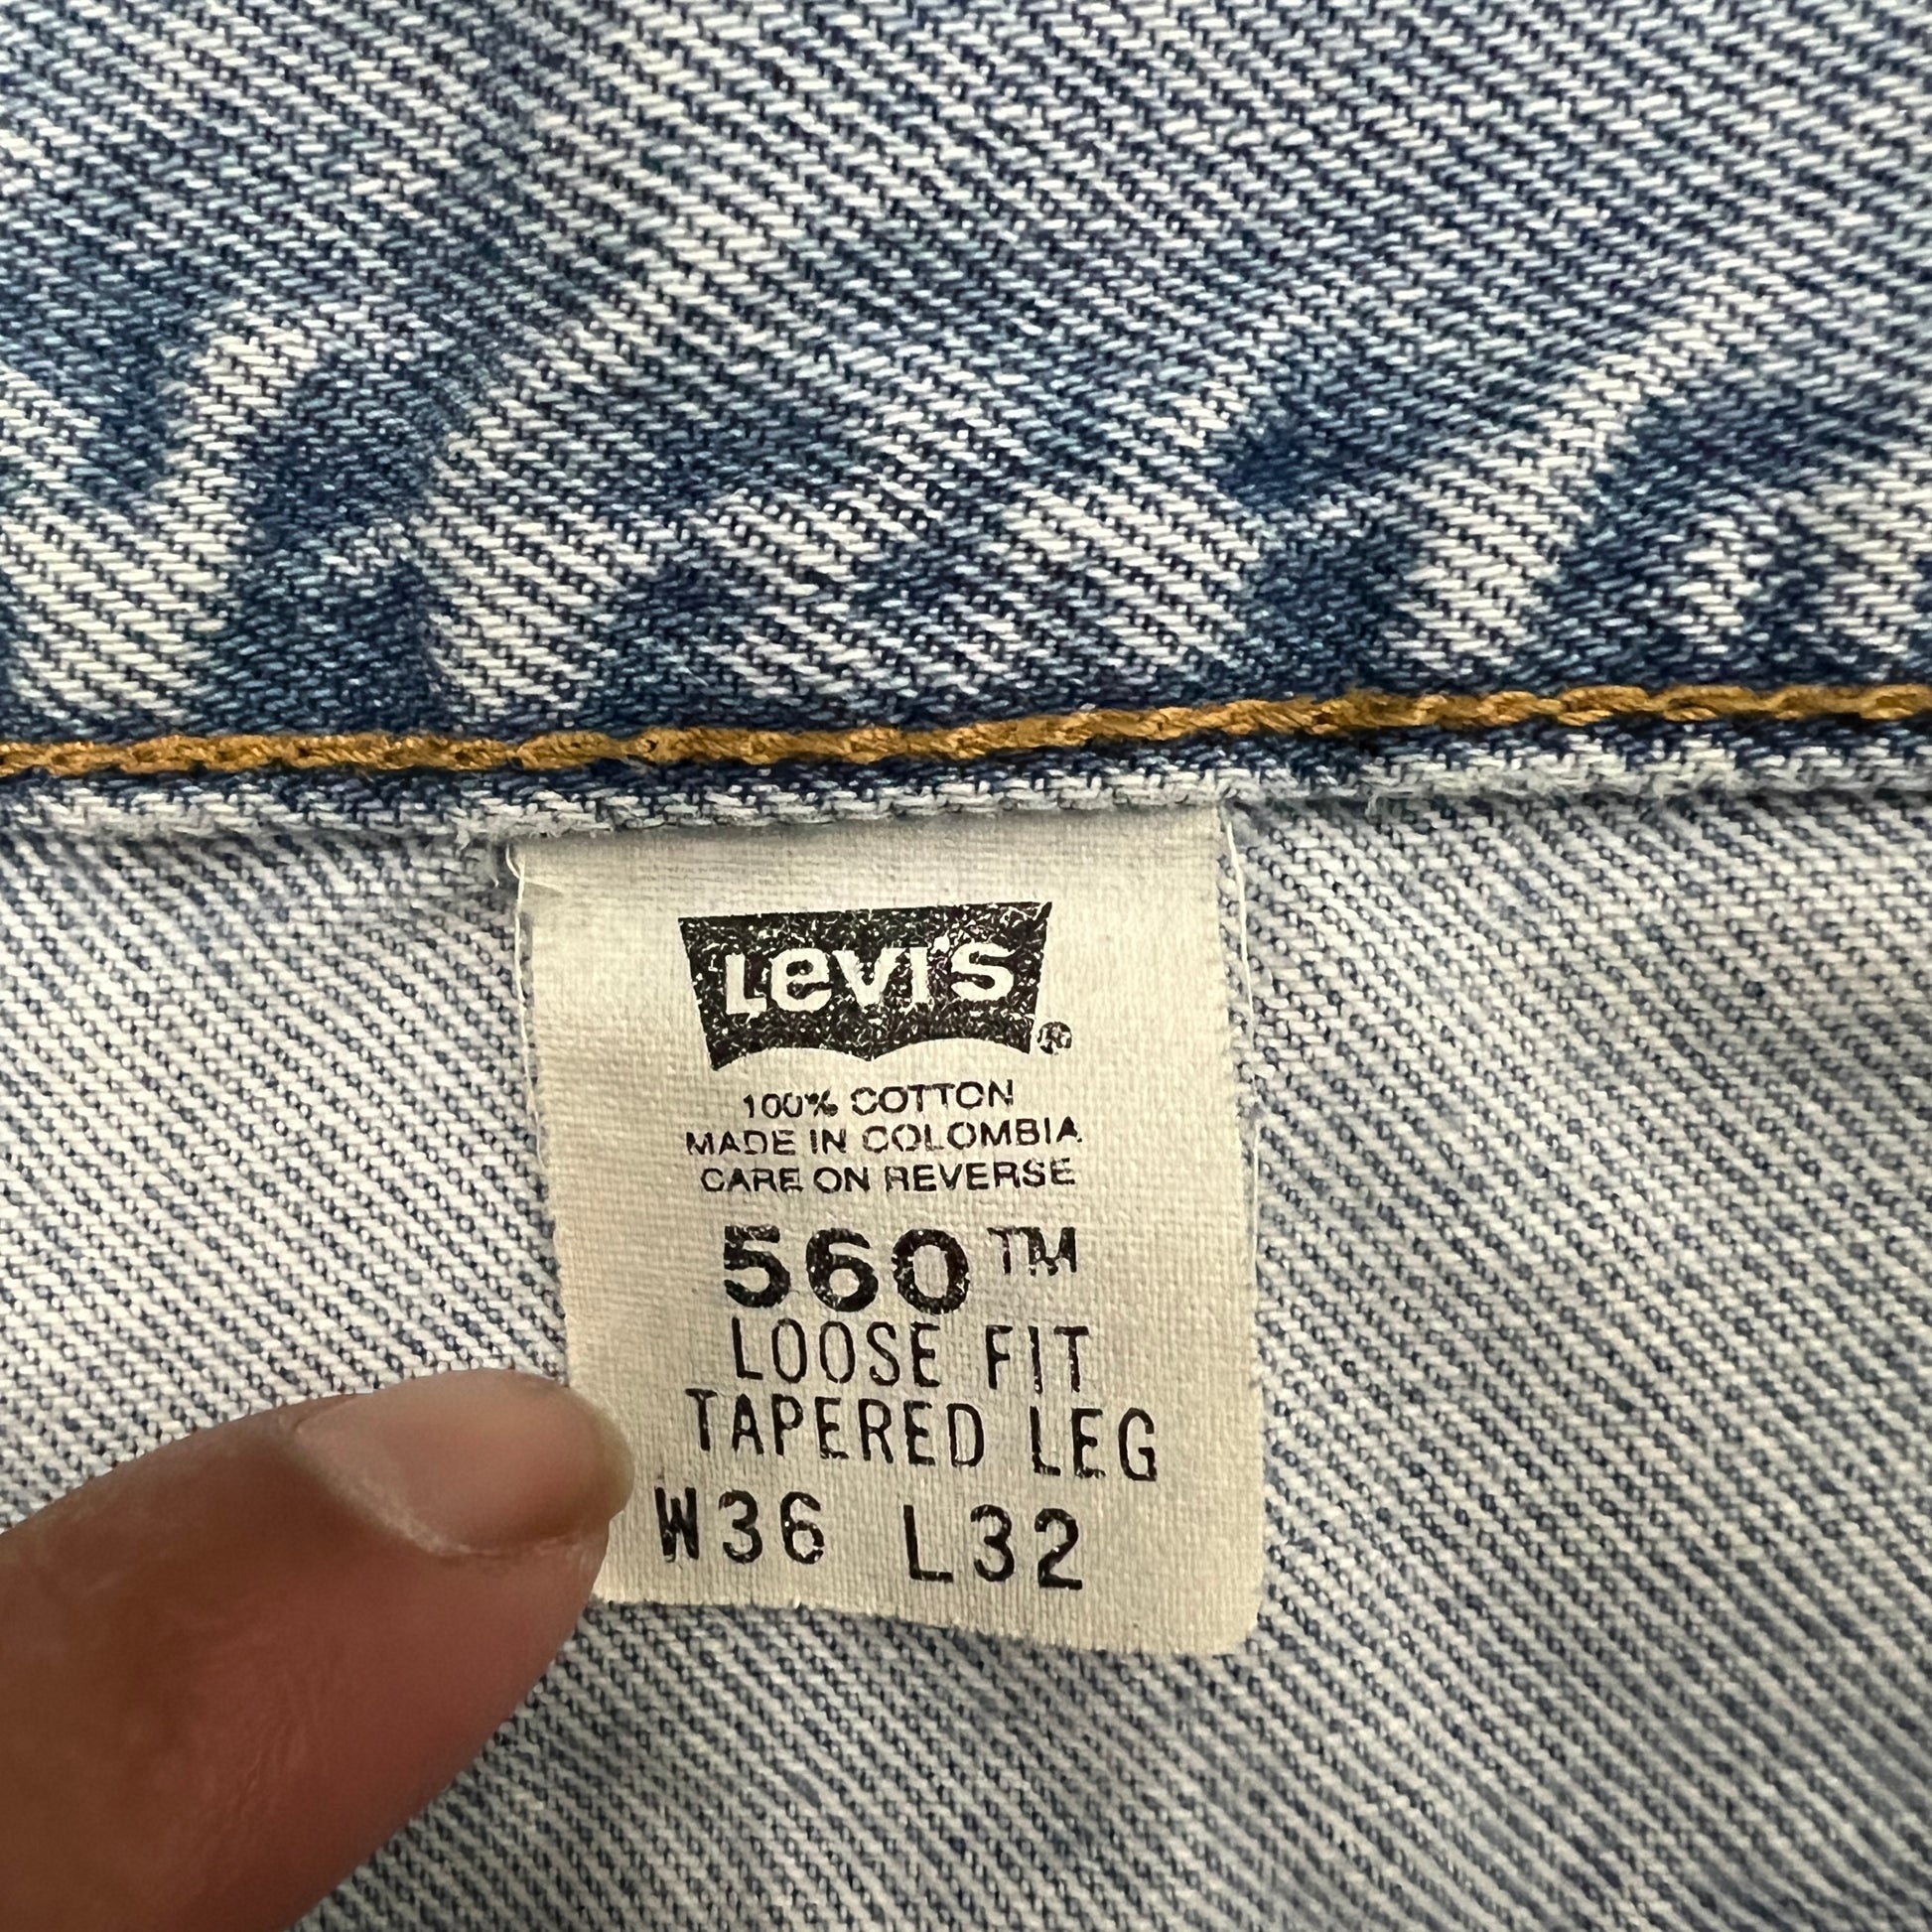 Levi's ®
100% COTTON
MADE IN COLOMBIA
CARE ON REVERSE
560™
LOOSE FIT
TAPERED LEG
W36 L32